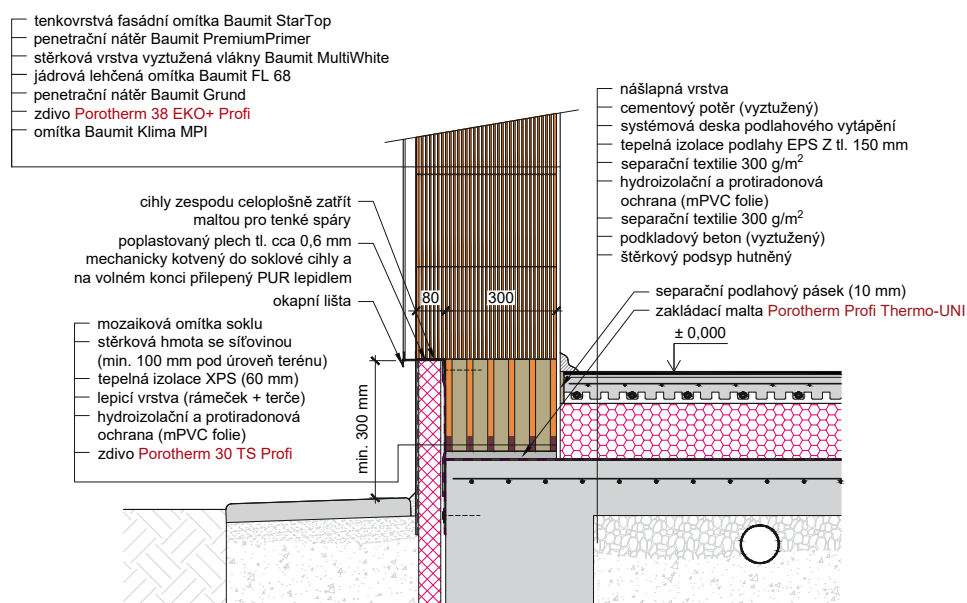 tenkovrstvá fasádní omítka Baumit StarTop
penetrační nátěr Baumit PremiumPrimer
stěrková vrstva vyztužená vlákny Baumit MultiWhite
jádrová lehčená omítka Baumit FL 68
penetrační nátěr Baumit Grund
zdivo Porotherm 38 EKO+ Profi
omítka Baumit Klima MPI
cihly zespodu celoplošně zatřít
maltou pro tenké spáry
poplastovaný plech tl. cca 0,6 mm
mechanicky kotvený do soklové cihly a
na volném konci přilepený PUR lepidlem
okapní lišta
mozaiková omítka soklu
stěrková hmota se síťovinou
(min. 100 mm pod úroveň terénu)
tepelná izolace XPS (60 mm)
lepicí vrstva (rámeček + terče)
hydroizolační a protiradonová
ochrana (mPVC folie)
zdivo Porotherm 30 TS Profi
80
300
min. 300 mm
nášlapná vrstva
cementový potěr (vyztužený)
systémová deska podlahového vytápění
tepelná izolace podlahy EPS Z tl. 150 mm
separační textilie 300 g/m²
hydroizolační a protiradonová
ochrana (mPVC folie)
separační textilie 300 g/m²
podkladový beton (vyztužený)
štěrkový podsyp hutněný
separační podlahový pásek (10 mm)
zakládací malta Porotherm Profi Thermo-UNI
± 0,000